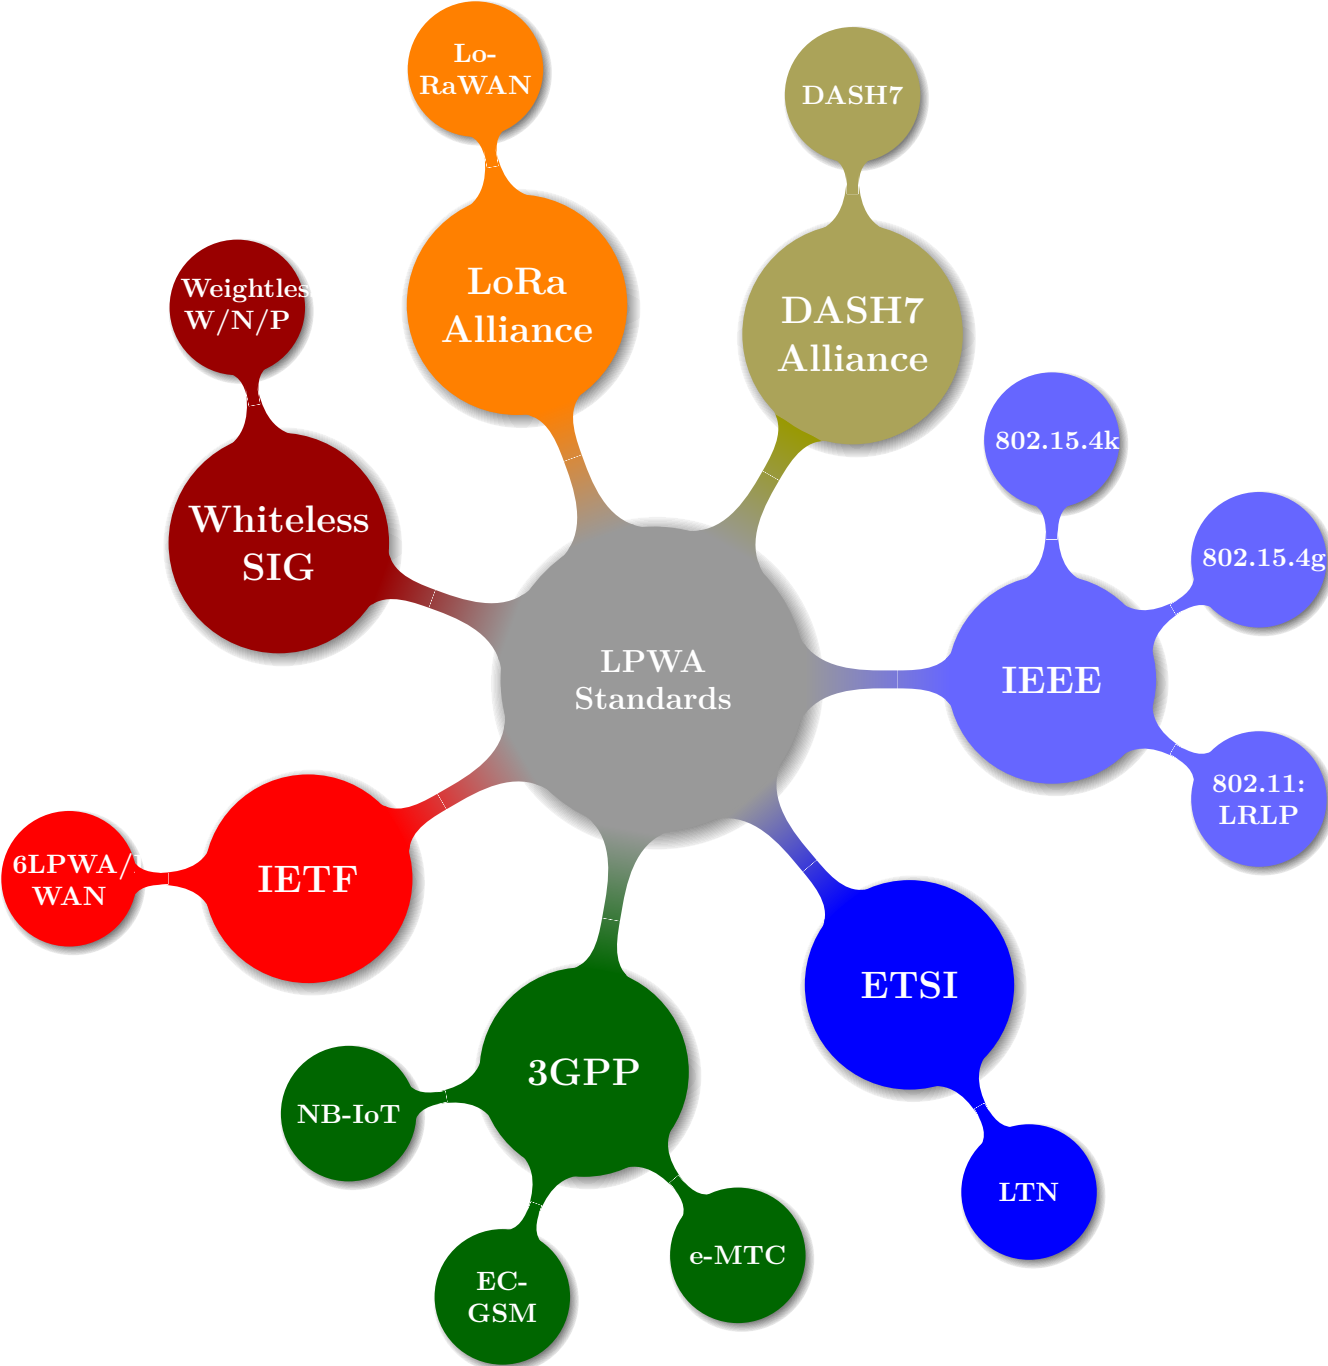 Lo-
RaWAN
DASH7
LoRa
Alliance
DASH7
Alliance
Weightles
W/N/P
802.15.4k
Whiteless
SIG
802.15.4g
LPWA
Standards
IEEE
802.11:
LRLP
6LPWA/
WAN
IETF
ETSI
3GPP
NB-IoT
LTN
e-MTC
EC-
GSM